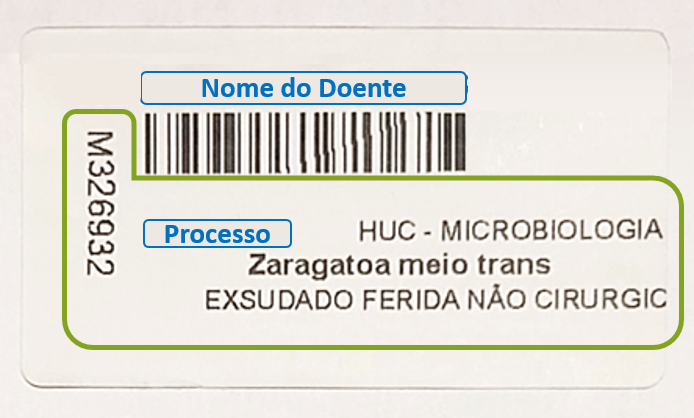 Nome do Doente
M326932
Processo
HUC - MICROBIOLOGIA
Zaragatoa meio trans
EXSUDADO FERIDA NÃO CIRURGIC